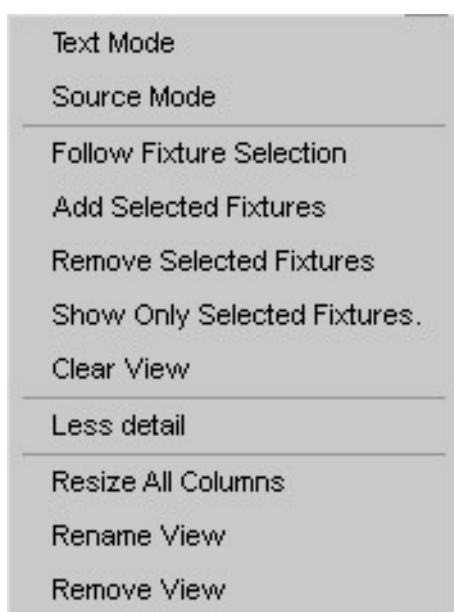 Text Mode
Source Mode
Follow Fixture Selection
Add Selected Fixtures
Remove Selected Fixtures
Show Only Selected Fixtures.
Clear View
Less detail
Resize All Columns
Rename View
Remove View